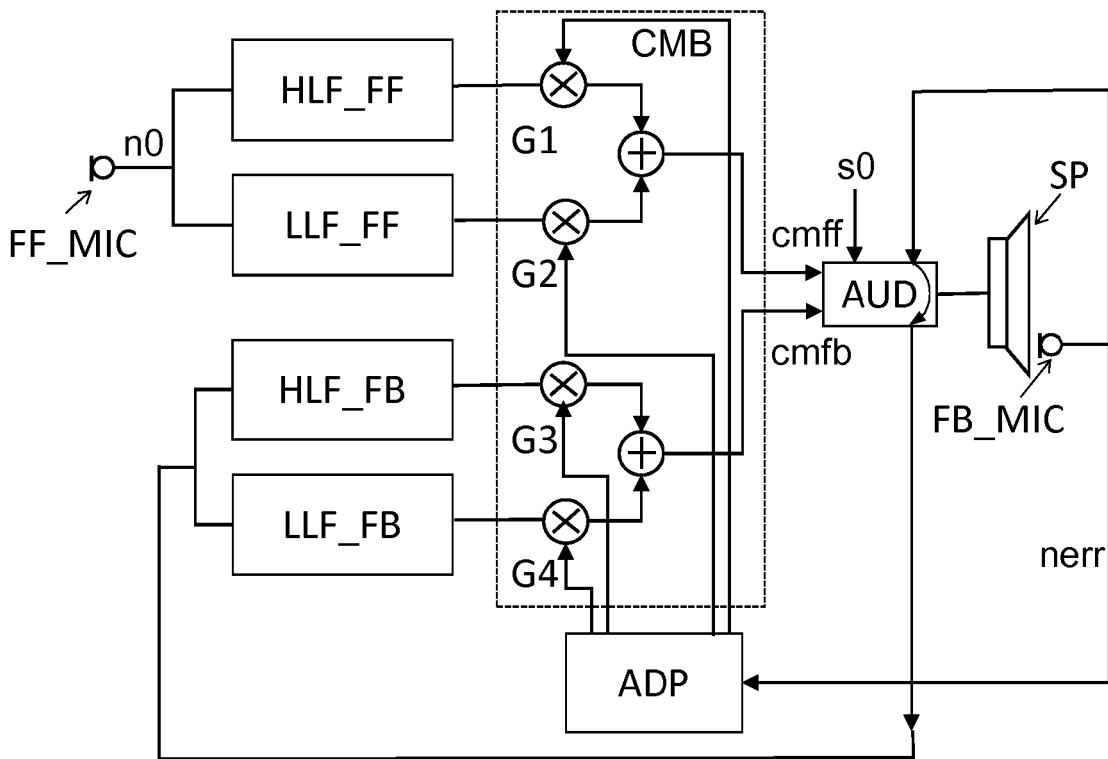 CMB
HLF_FF
n0
G1
FF_MIC
LLF_FF
G2
s0
SP
cmff
AUD
cmfb
FB_MIC
HLF_FB
G3
LLF_FB
G4
nerr
ADP